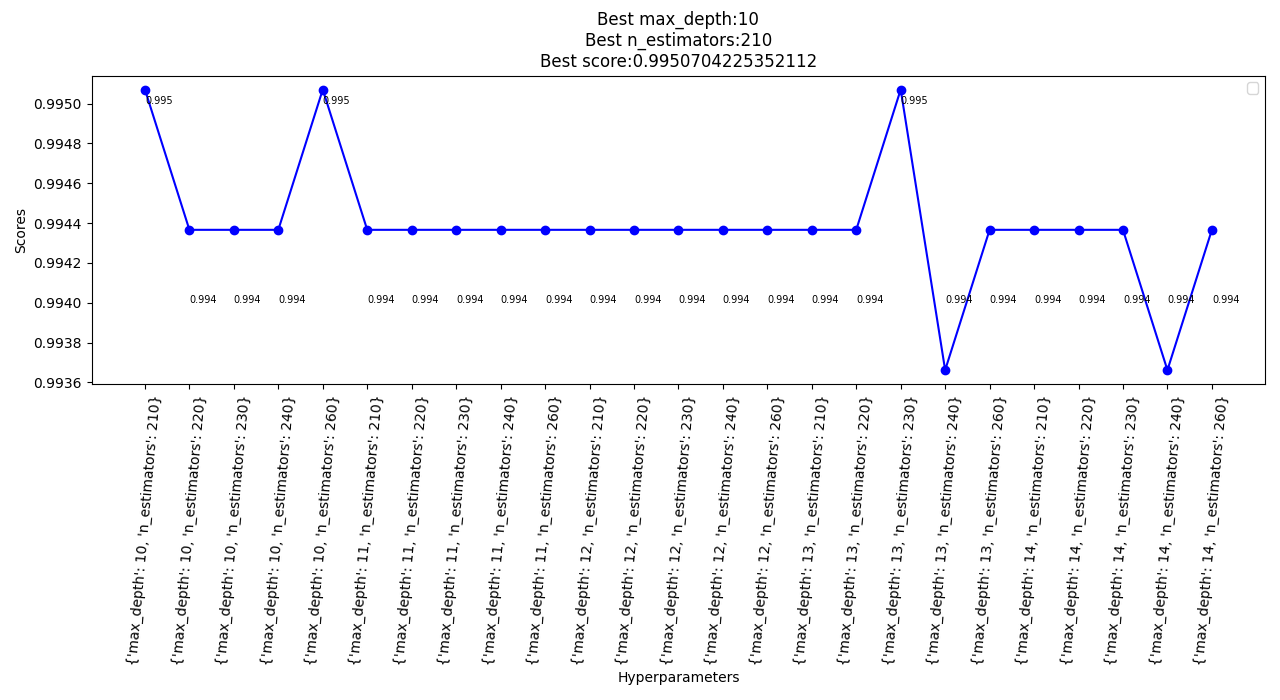 Best max_depth:10
Best n_estimators:210
Best score:0.9950704225352112
Scores
0.9950
0.9948
0.9946
0.9944
0.9942
0.9940
0.9938
0.9936
0.995
0.994
0.994
0.994
0.995
0.994
0.994
0.994
0.994
0.994
0.994
0.994
0.994
0.994
0.994
0.994
0.994
0.995
0.994
0.994
0.994
0.994
0.994
0.994
0.994
{'max_depth': 10, 'n_estimators': 210}
{'max_depth': 10, 'n_estimators': 220}
{'max_depth': 10, 'n_estimators': 230}
{'max_depth': 10, 'n_estimators': 240}
{'max_depth': 10, 'n_estimators': 260}
{'max_depth': 11, 'n_estimators': 210}
{'max_depth': 11, 'n_estimators': 220}
{'max_depth': 11, 'n_estimators': 230}
{'max_depth': 11, 'n_estimators': 240}
{'max_depth': 11, 'n_estimators': 260}
{'max_depth': 12, 'n_estimators': 210}
{'max_depth': 12, 'n_estimators': 220}
{'max_depth': 12, 'n_estimators': 230}
{'max_depth': 12, 'n_estimators': 240}
{'max_depth': 12, 'n_estimators': 260}
{'max_depth': 13, 'n_estimators': 210}
{'max_depth': 13, 'n_estimators': 220}
{'max_depth': 13, 'n_estimators': 230}
{'max_depth': 13, 'n_estimators': 240}
{'max_depth': 13, 'n_estimators': 260}
{'max_depth': 14, 'n_estimators': 210}
{'max_depth': 14, 'n_estimators': 220}
{'max_depth': 14, 'n_estimators': 230}
{'max_depth': 14, 'n_estimators': 240}
{'max_depth': 14, 'n_estimators': 260}
Hyperparameters